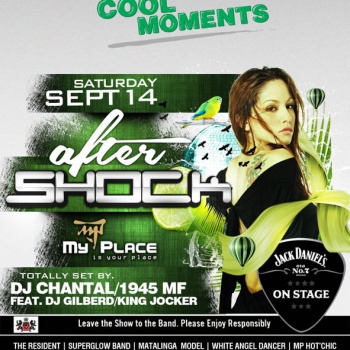 COOL
MOMENTS
SATURDAY
SEPT 14
after
SHOCK
MY PLACE
is your place
JACK DANIEL'S
OLD
No.7
BRAND
ON STAGE
TOTALLY SET BY.
DJ CHANTAL/1945 MF
FEAT. DJ GILBERD/KING JOCKER
Leave the Show to the Band. Please Enjoy Responsibly
THE RESIDENT | SUPERGLOW BAND | MATALINGA MODEL | WHITE ANGEL DANCER | MP HOT'CHIC